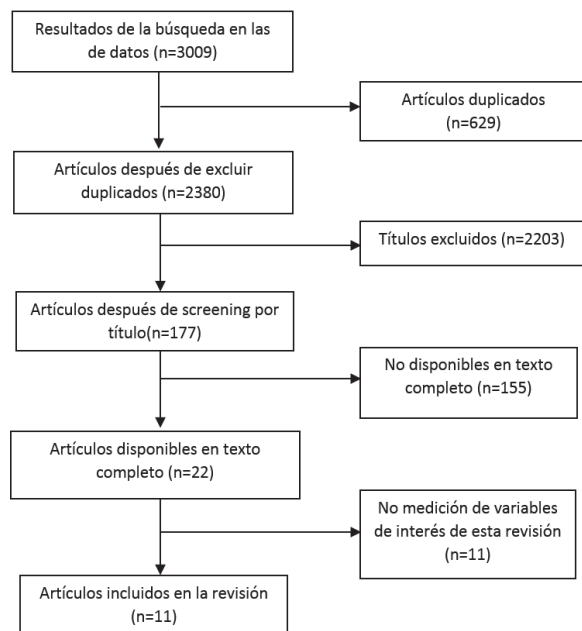 Resultados de la búsqueda en las
de datos (n=3009)
Artículos duplicados
(n=629)
Artículos después de excluir
duplicados (n=2380)
Títulos excluidos (n=2203)
Artículos después de screening por
título(n=177)
No disponibles en texto
completo (n=155)
Artículos disponibles en texto
completo (n=22)
No medición de variables
de interés de esta revisión
(n=11)
Artículos incluidos en la revisión
(n=11)